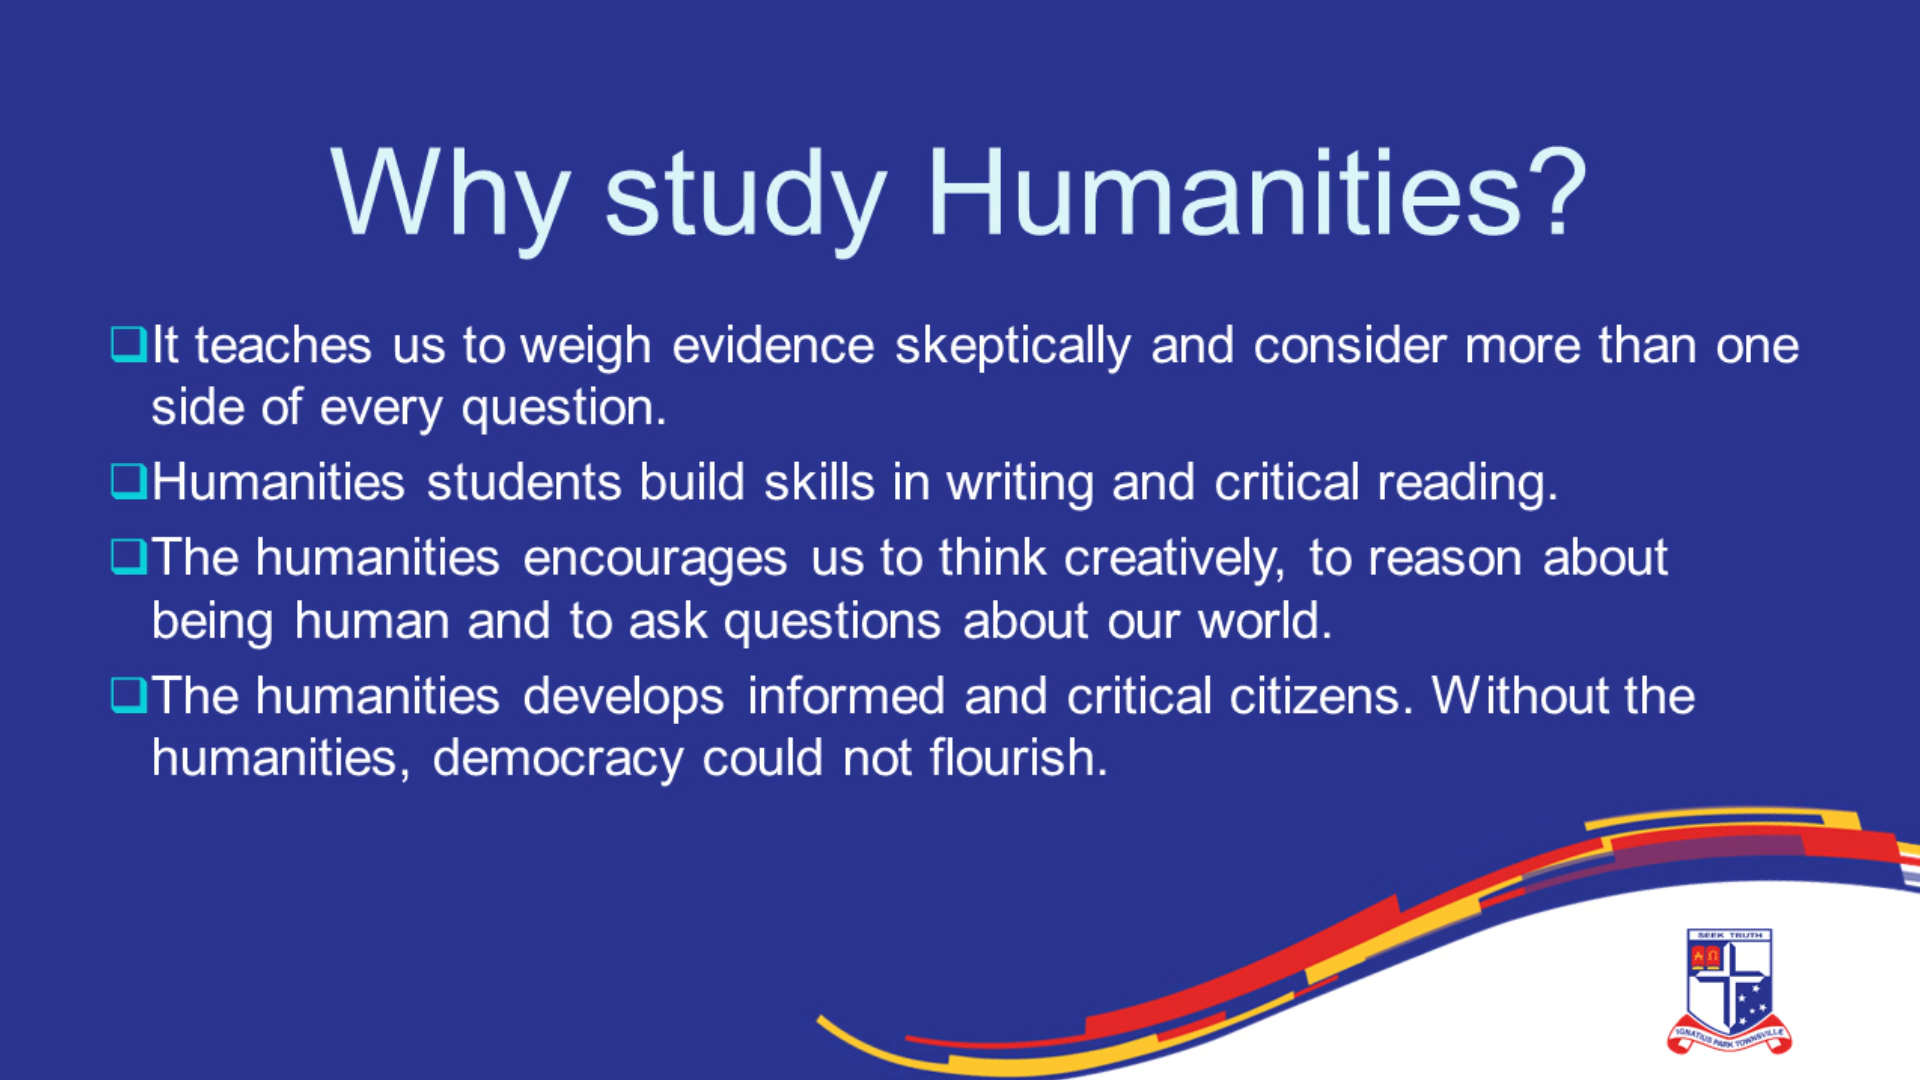 Why study Humanities?
It teaches us to weigh evidence skeptically and consider more than one
side of every question.
Humanities students build skills in writing and critical reading.
The humanities encourages us to think creatively, to reason about
being human and to ask questions about our world.
The humanities develops informed and critical citizens. Without the
humanities, democracy could not flourish.
SEEK TRUTH
Α Ω
IGNATIUS PARK TOWNSVILLE